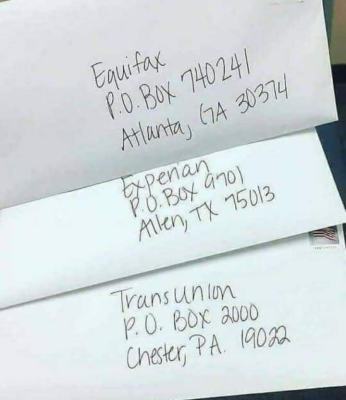 Equifax
P.O. BOX 740241
Atlanta, GA 30374
Experian
P.O. BOX 9701
Allen, TX 75013
TransUnion
P.O. BOX 2000
Chester, PA. 19022